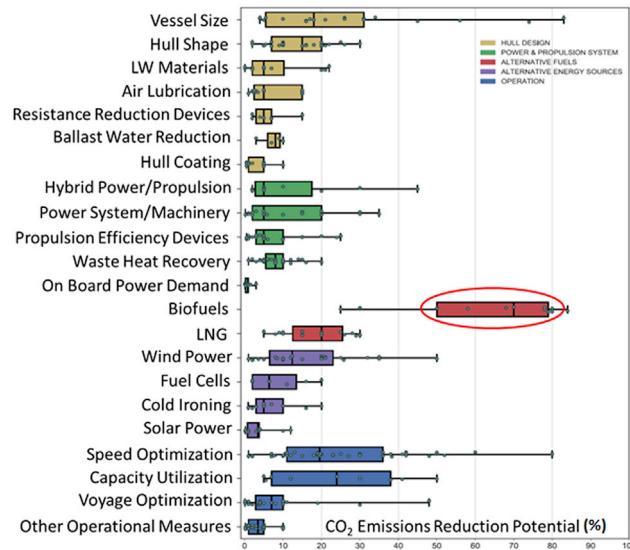 Vessel Size
Hull Shape
LW Materials
Air Lubrication
Resistance Reduction Devices
Ballast Water Reduction
Hull Coating
Hybrid Power/Propulsion
Power System/Machinery
Propulsion Efficiency Devices
Waste Heat Recovery
On Board Power Demand
Biofuels
LNG
Wind Power
Fuel Cells
Cold Ironing
Solar Power
Speed Optimization
Capacity Utilization
Voyage Optimization
Other Operational Measures
HULL DESIGN
POWER & PROPULSION SYSTEM
ALTERNATIVE FUELS
ALTERNATIVE ENERGY SOURCES
OPERATION
CO₂ Emissions Reduction Potential (%)
0 10 20 30 40 50 60 70 80 90 100